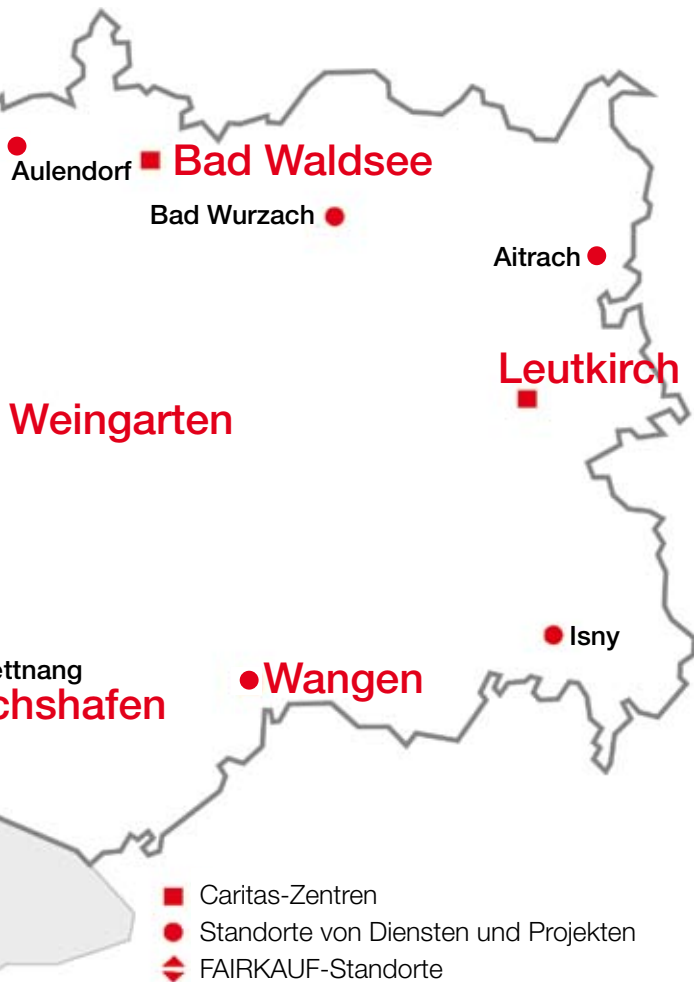 Aulendorf
Bad Waldsee
Bad Wurzach
Aitrach
Leutkirch
Weingarten
Isny
ettnang
Wangen
chshafen
Caritas-Zentren
Standorte von Diensten und Projekten
FAIRKAUF-Standorte